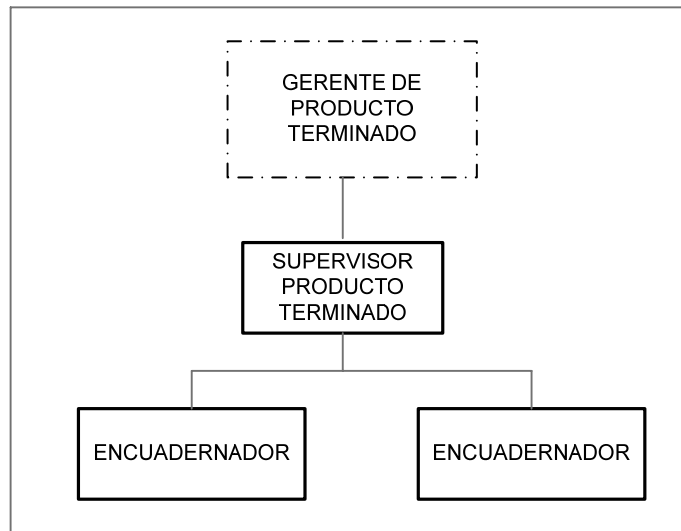 GERENTE DE
PRODUCTO
TERMINADO
SUPERVISOR
PRODUCTO
TERMINADO
ENCUADERNADOR
ENCUADERNADOR